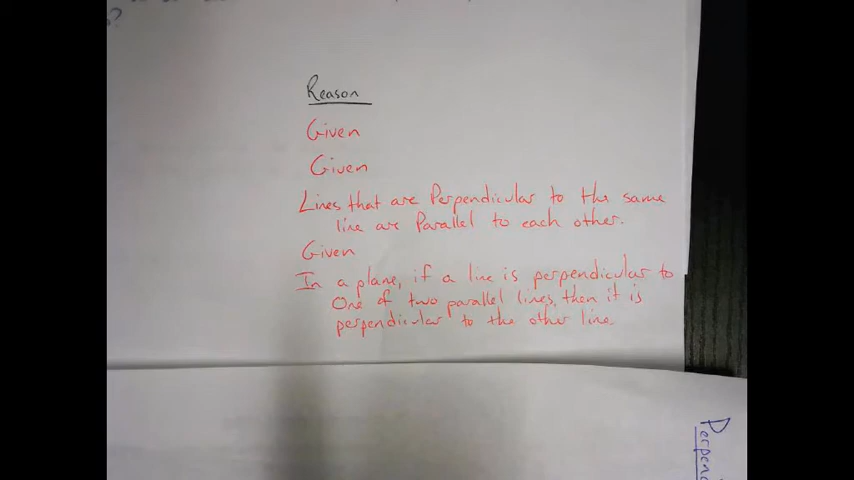 s?
Reason
Given
Given
Lines that are Perpendicular to the same
line are Parallel to each other.
Given
In a plane, if a line is perpendicular to
One of two parallel lines, then it is
perpendicular to the other line.